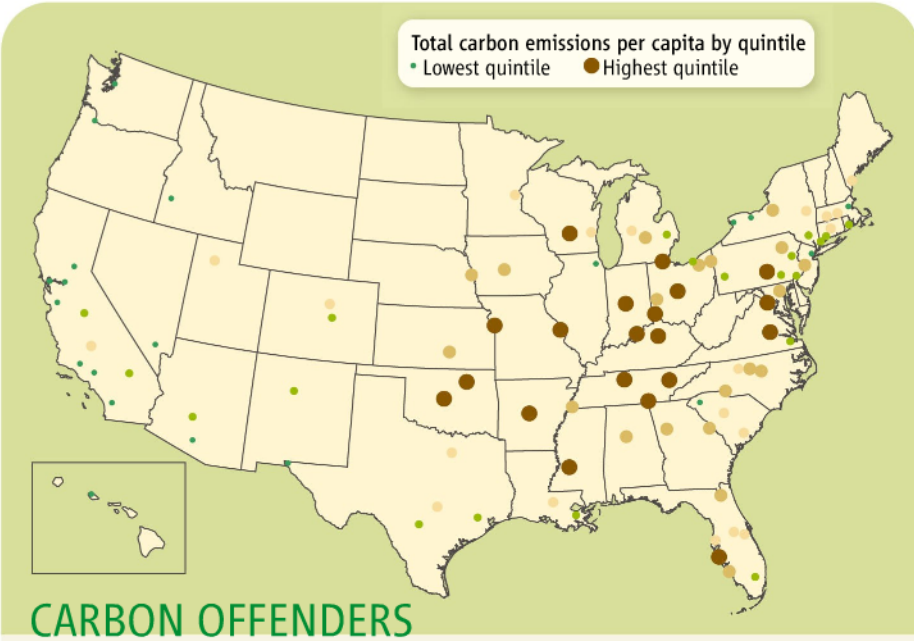 Total carbon emissions per capita by quintile
Lowest quintile Highest quintile
CARBON OFFENDERS